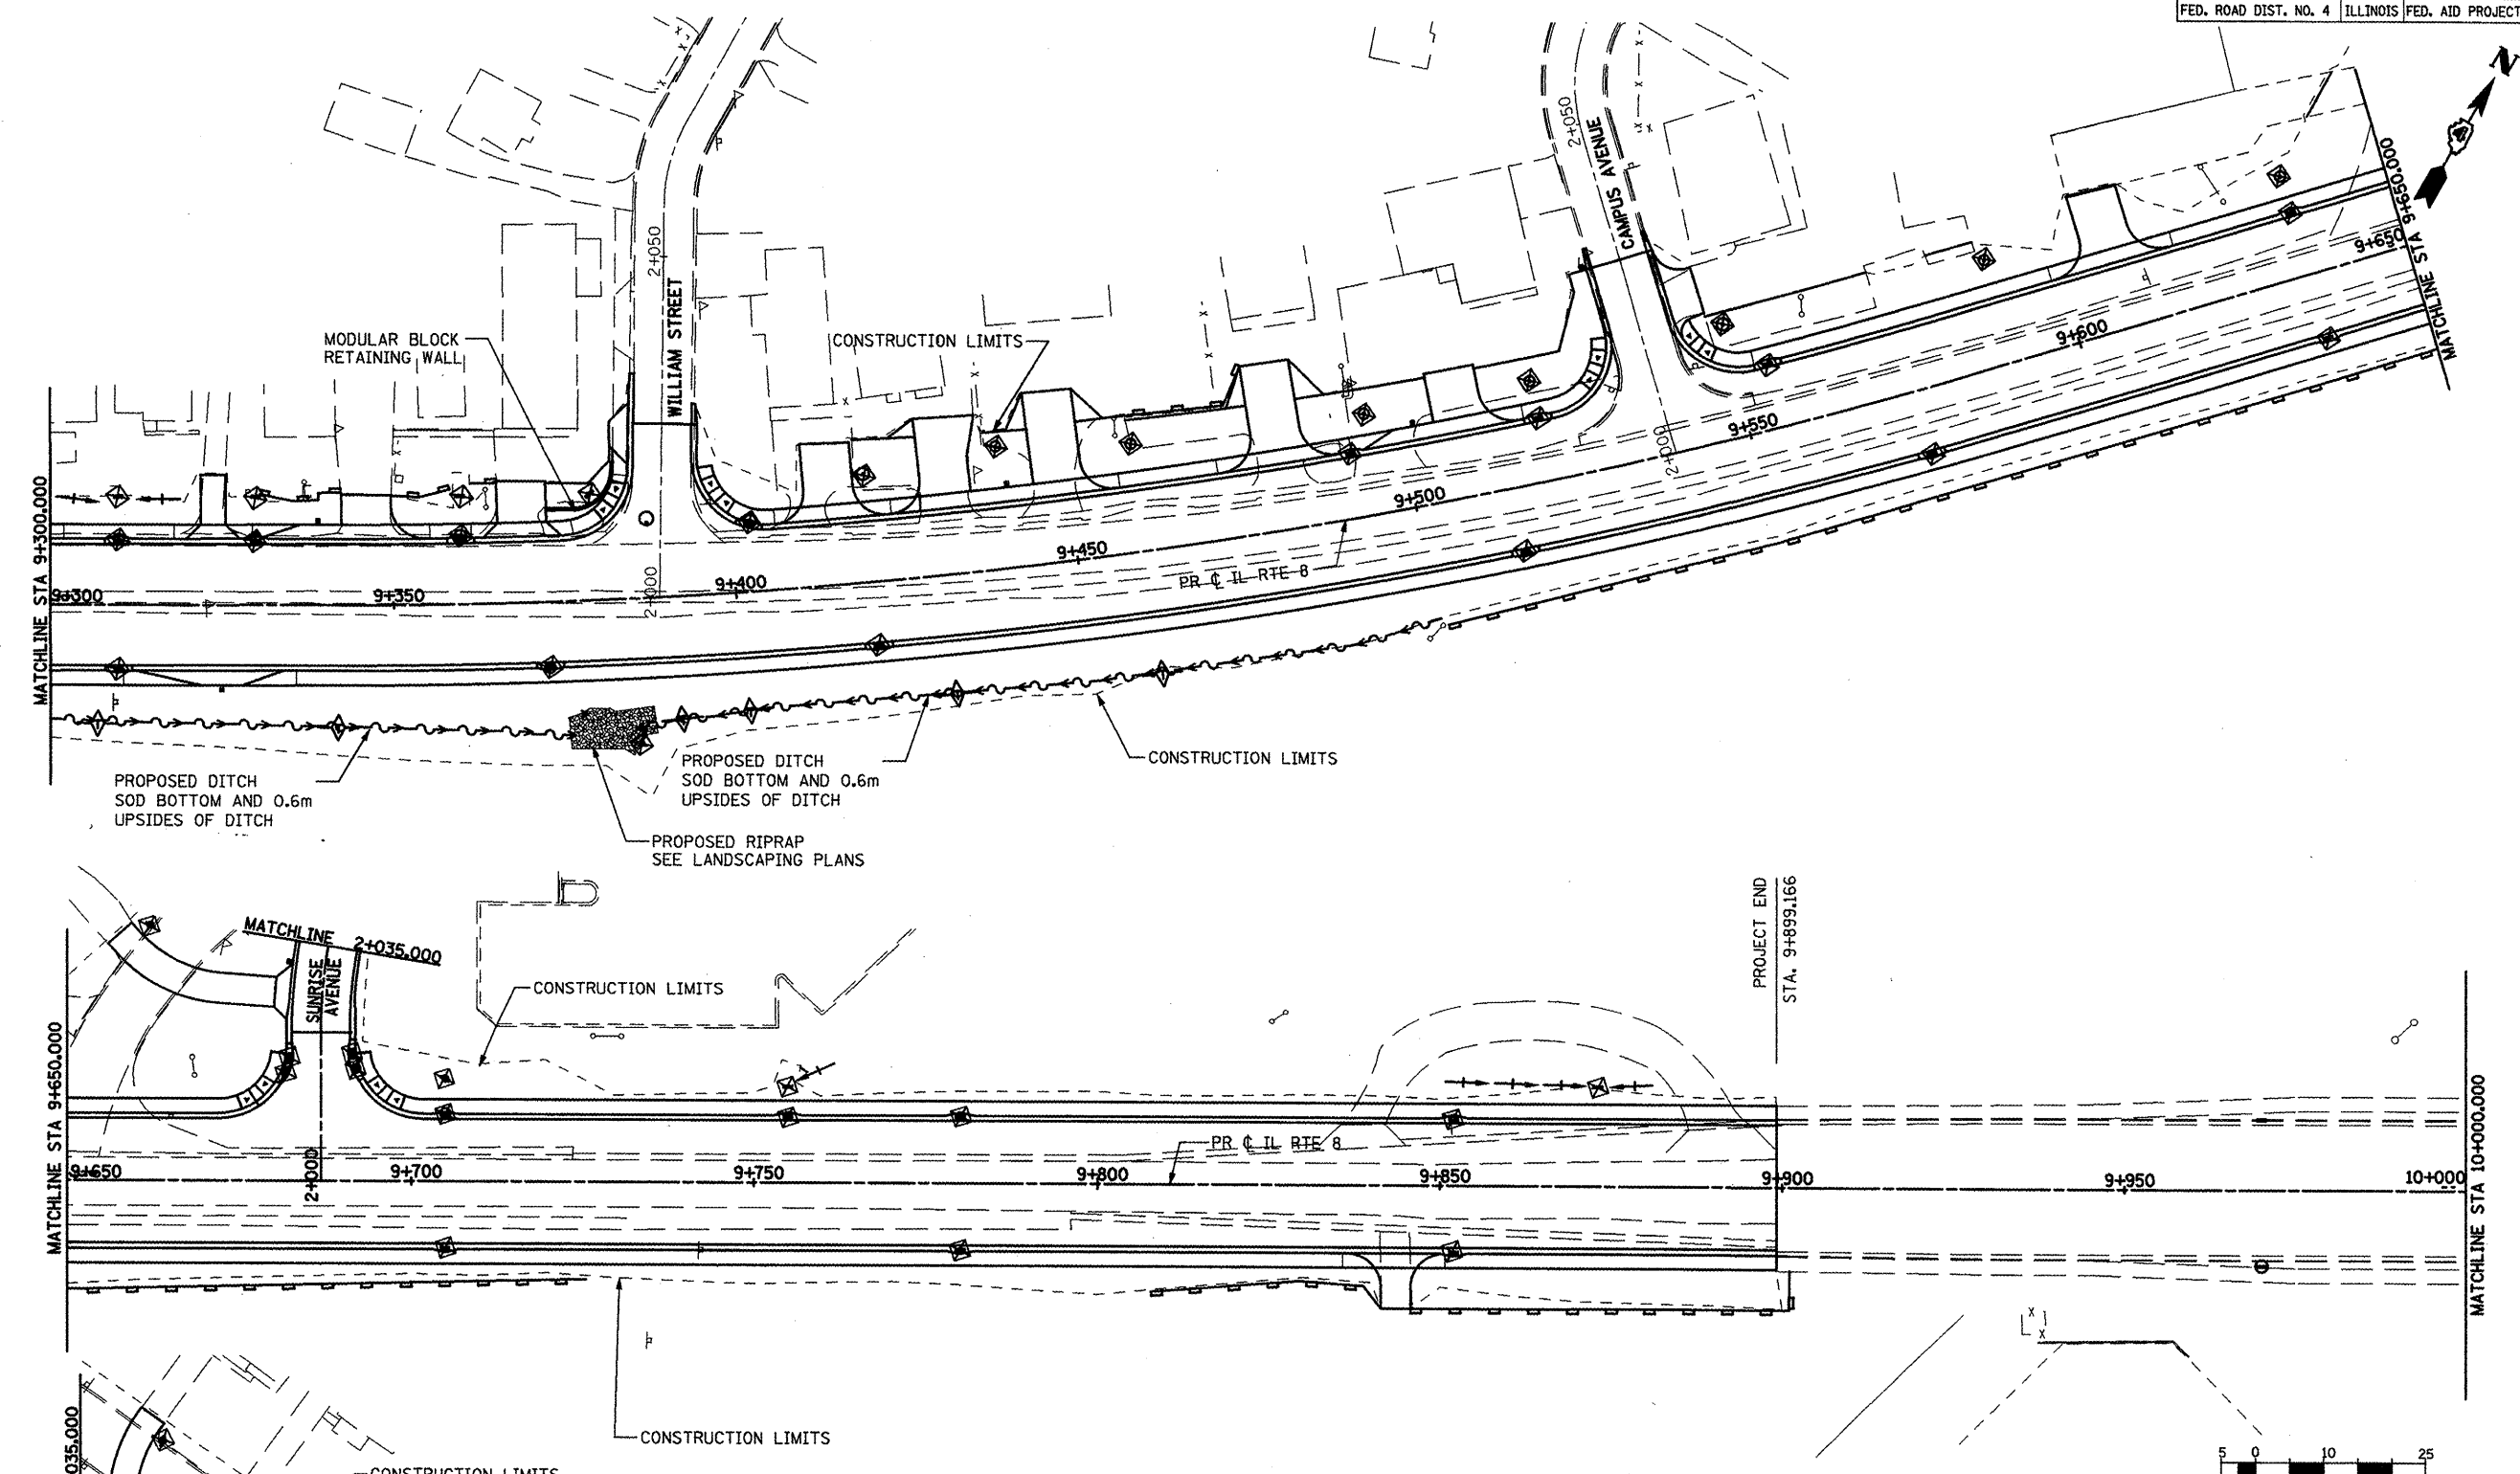 FED. ROAD DIST. NO. 4 ILLINOIS FED. AID PROJECT
N
2+050
CAMPUS AVENUE
MATCHLINE STA 9+650.000
9+650
2+050
WILLIAM STREET
MODULAR BLOCK
RETAINING WALL
CONSTRUCTION LIMITS
9+600
9+550
2+000
9+500
9+450
PR ℄ IL RTE 8
9+400
2+000
9+350
9+300
MATCHLINE STA 9+300.000
PROPOSED DITCH
SOD BOTTOM AND 0.6m
UPSIDES OF DITCH
PROPOSED DITCH
SOD BOTTOM AND 0.6m
UPSIDES OF DITCH
CONSTRUCTION LIMITS
PROPOSED RIPRAP
SEE LANDSCAPING PLANS
MATCHLINE 2+035.000
SUNRISE
AVENUE
CONSTRUCTION LIMITS
PROJECT END
STA. 9+899.166
MATCHLINE STA 9+650.000
PR ℄ IL RTE 8
9+650
2+000
9+700
9+750
9+800
9+850
9+900
9+950
10+000
MATCHLINE STA 10+000.000
CONSTRUCTION LIMITS
035.000
CONSTRUCTION LIMITS
5 0 10 25